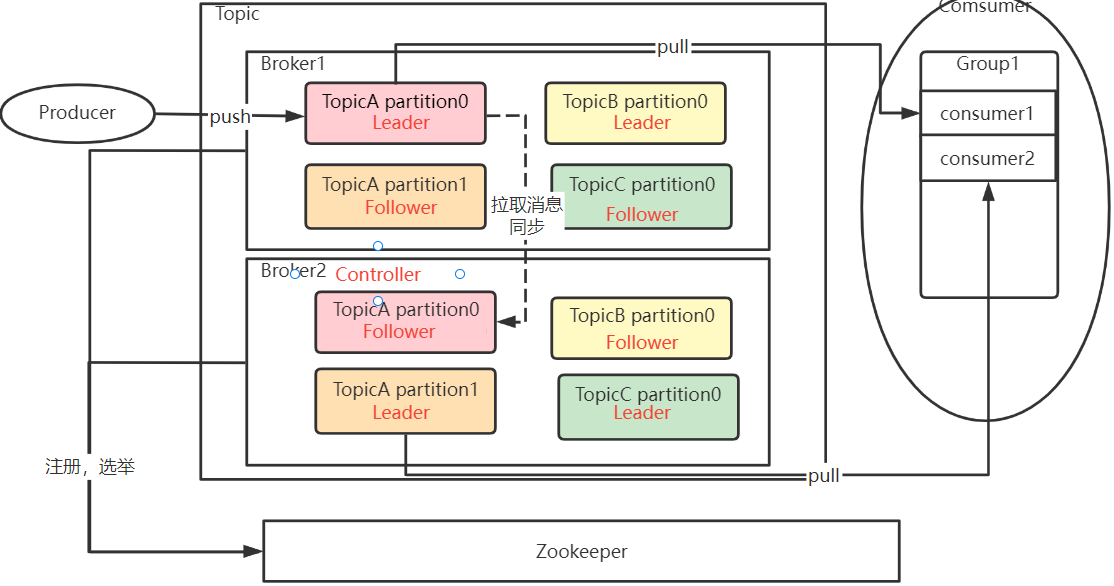 Topic
Comsumer
pull
Broker1
Group1
Producer
push
TopicA partition0
Leader
TopicB partition0
Leader
consumer1
consumer2
TopicA partition1
Follower
TopicC partition0
Follower
拉取消息
同步
Broker2
Controller
TopicA partition0
Follower
TopicB partition0
Follower
TopicA partition1
Leader
TopicC partition0
Leader
注册，选举
pull
Zookeeper